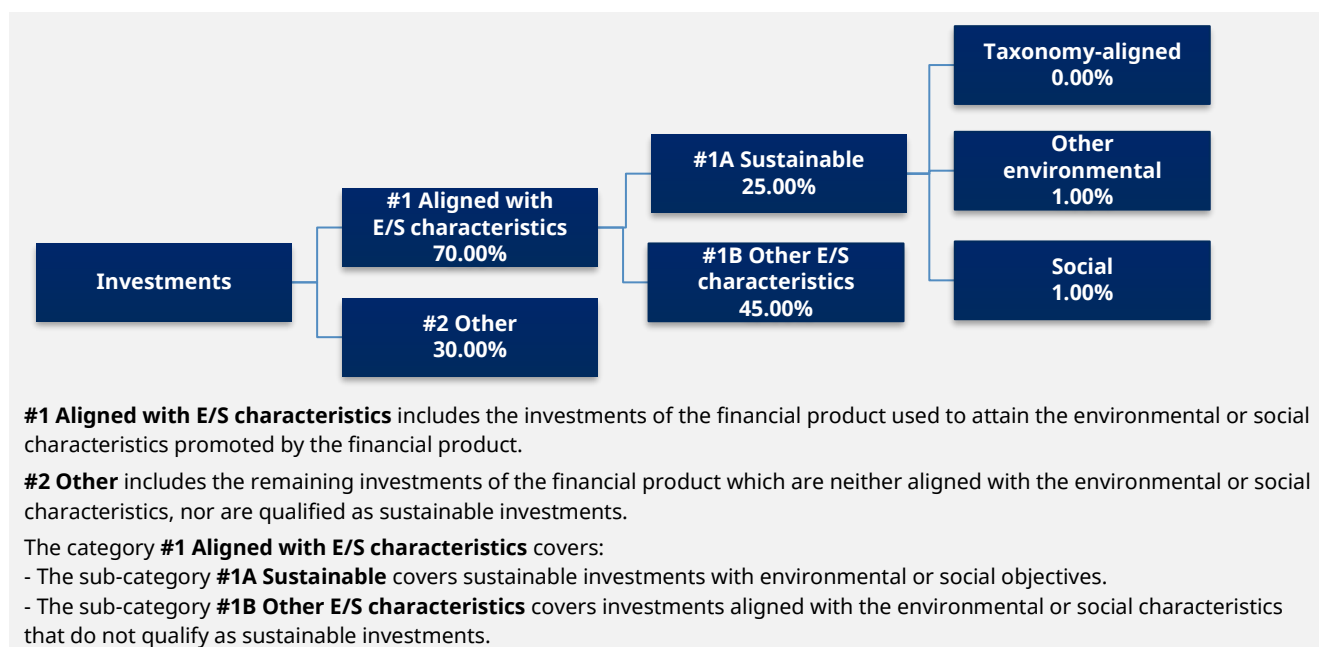 Investments
#1 Aligned with
E/S characteristics
70.00%
#2 Other
30.00%
#1A Sustainable
25.00%
#1B Other E/S
characteristics
45.00%
Taxonomy-aligned
0.00%
Other
environmental
1.00%
Social
1.00%
#1 Aligned with E/S characteristics includes the investments of the financial product used to attain the environmental or social
characteristics promoted by the financial product.
#2 Other includes the remaining investments of the financial product which are neither aligned with the environmental or social
characteristics, nor are qualified as sustainable investments.
The category #1 Aligned with E/S characteristics covers:
- The sub-category #1A Sustainable covers sustainable investments with environmental or social objectives.
- The sub-category #1B Other E/S characteristics covers investments aligned with the environmental or social characteristics
that do not qualify as sustainable investments.